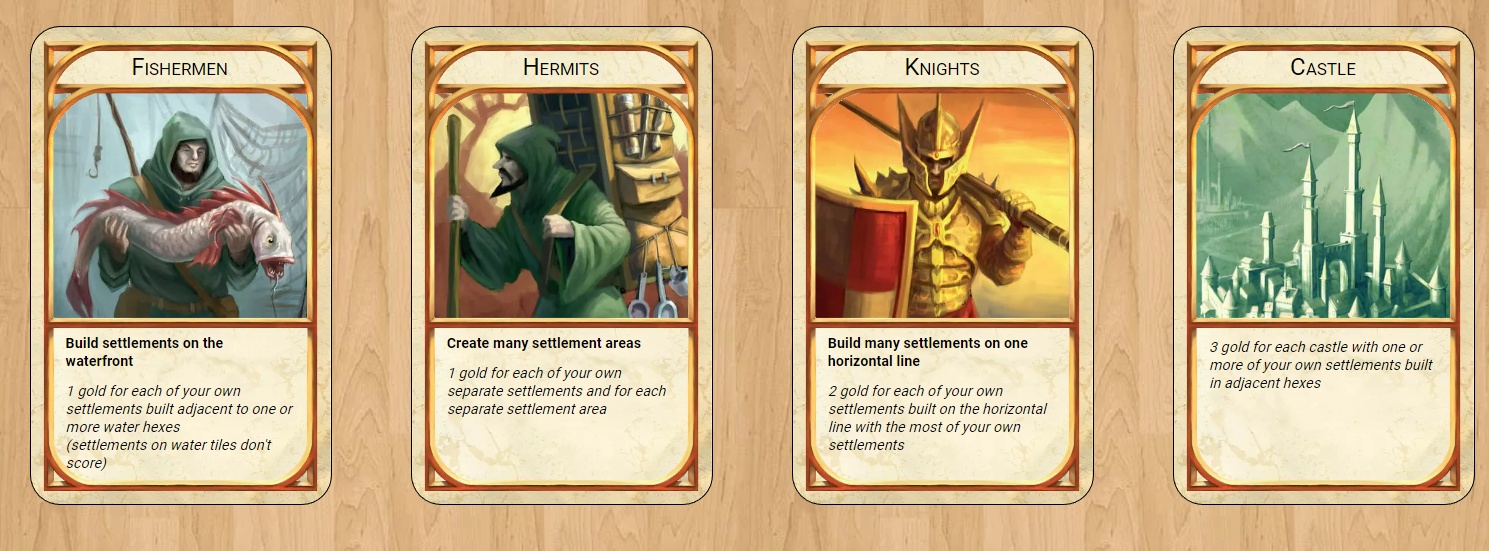 FISHERMEN
Build settlements on the
waterfront
1 gold for each of your own
settlements built adjacent to one or
more water hexes
(settlements on water tiles don't
score)
HERMITS
Create many settlement areas
1 gold for each of your own
separate settlements and for each
separate settlement area
KNIGHTS
Build many settlements on one
horizontal line
2 gold for each of your own
settlements built on the horizontal
line with the most of your own
settlements
CASTLE
3 gold for each castle with one or
more of your own settlements built
in adjacent hexes